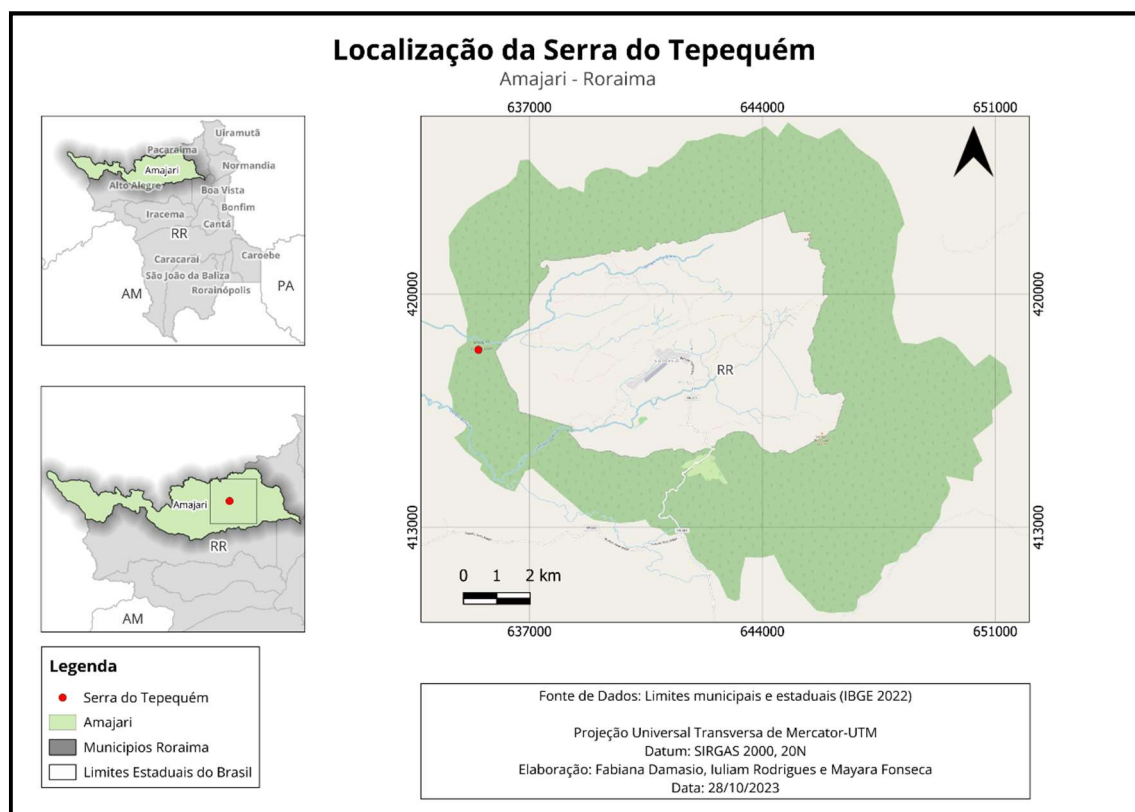 Localização da Serra do Tepequém
Amajari - Roraima
Uiramutã
Pacaraima
Normandia
Amajari
Alto Alegre
Boa Vista
Bonfim
Iracema
Cantá
RR
Caroebe
Caracaraí
São João da Baliza
AM
Rorainópolis
PA
Amajari
RR
AM
637000
644000
651000
420000
420000
RR
413000
413000
0 1 2 km
637000
644000
651000
Legenda
Serra do Tepequém
Amajari
Municipios Roraima
Limites Estaduais do Brasil
Fonte de Dados: Limites municipais e estaduais (IBGE 2022)
Projeção Universal Transversa de Mercator-UTM
Datum: SIRGAS 2000, 20N
Elaboração: Fabiana Damasio, Iuliam Rodrigues e Mayara Fonseca
Data: 28/10/2023